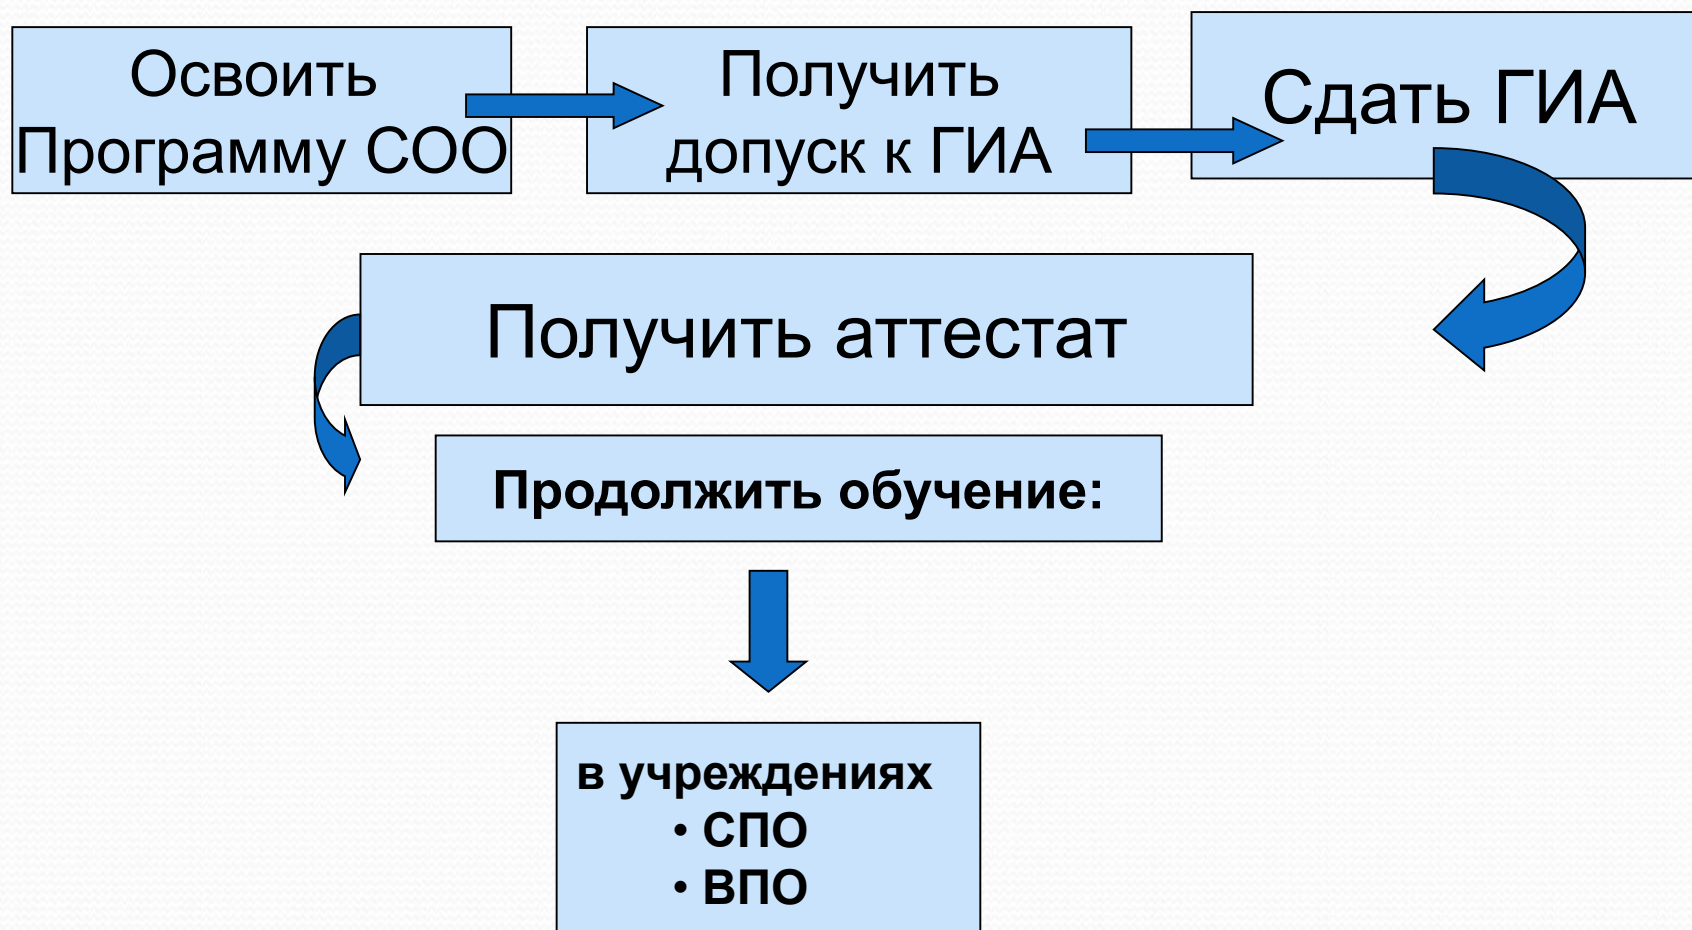 Освоить
Программу СОО
Получить
допуск к ГИА
Сдать ГИА
Получить аттестат
Продолжить обучение:
в учреждениях
• СПО
• ВПО